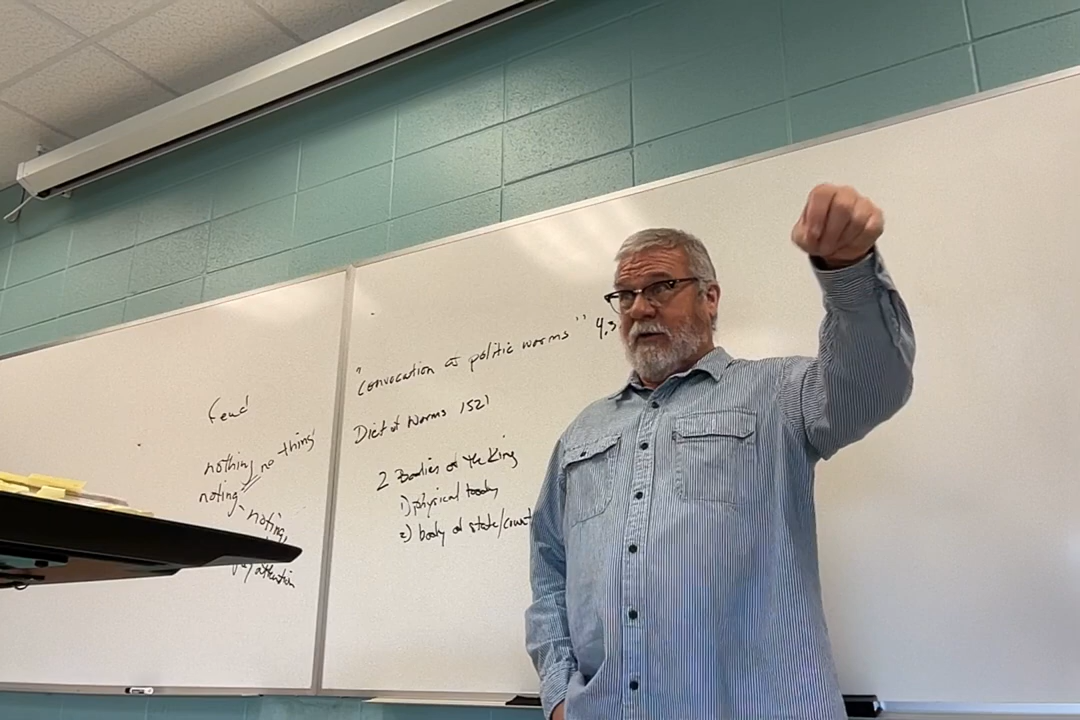 Feud
nothing no thing
noting - noting,
pay attention
"convocation of politic worms" 4.3
Diet of Worms 1521
2 Bodies of the King
1) physical body
2) body of state/court